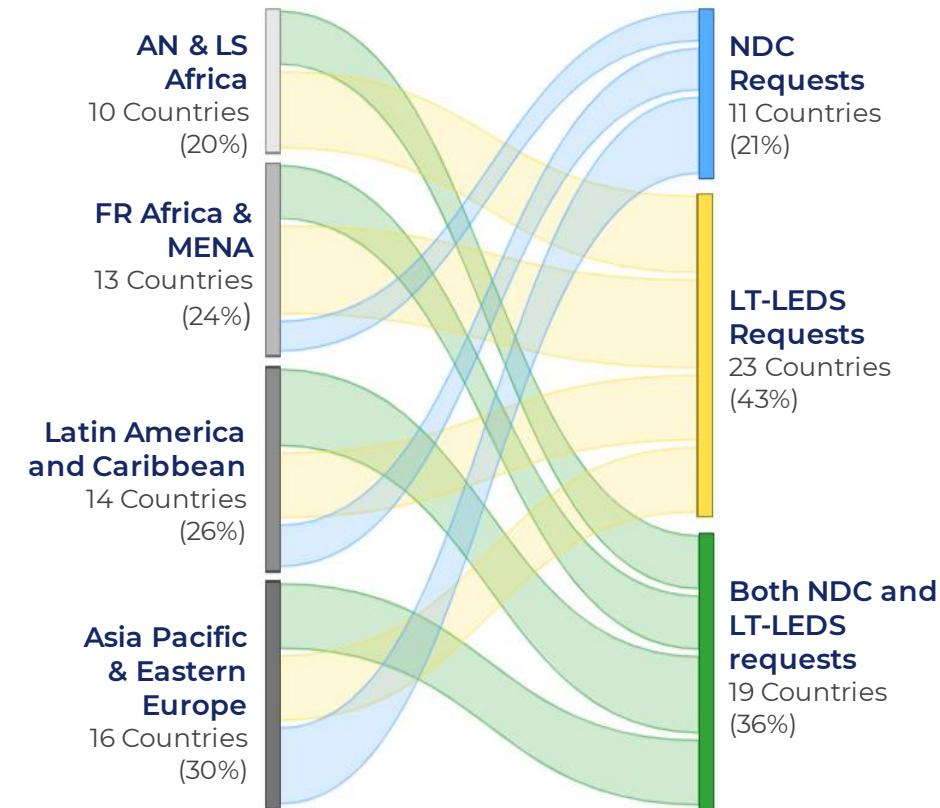 AN & LS
Africa
10 Countries
(20%)
FR Africa &
MENA
13 Countries
(24%)
Latin America
and Caribbean
14 Countries
(26%)
Asia Pacific
& Eastern
Europe
16 Countries
(30%)
NDC
Requests
11 Countries
(21%)
LT-LEDS
Requests
23 Countries
(43%)
Both NDC and
LT-LEDS
requests
19 Countries
(36%)